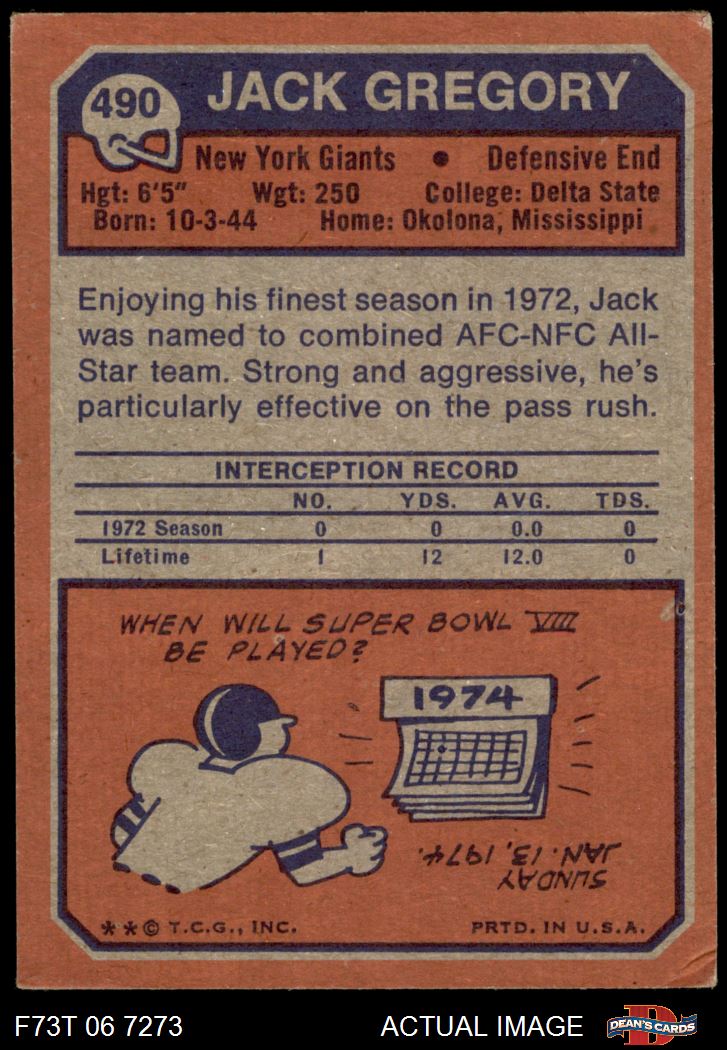 490 JACK GREGORY
New York Giants • Defensive End
Hgt: 6'5" Wgt: 250 College: Delta State
Born: 10-3-44 Home: Okolona, Mississippi
Enjoying his finest season in 1972, Jack
was named to combined AFC-NFC All-
Star team. Strong and aggressive, he's
particularly effective on the pass rush.
INTERCEPTION RECORD
NO. YDS. AVG. TDS.
1972 Season 0 0 0.0 0
Lifetime 1 12 12.0 0
WHEN WILL SUPER BOWL VIII
BE PLAYED?
1974
SUNDAY
JAN. 13, 1974.
**© T.C.G., INC. PRTD. IN U.S.A.
F73T 06 7273 ACTUAL IMAGE D DEAN'S CARDS